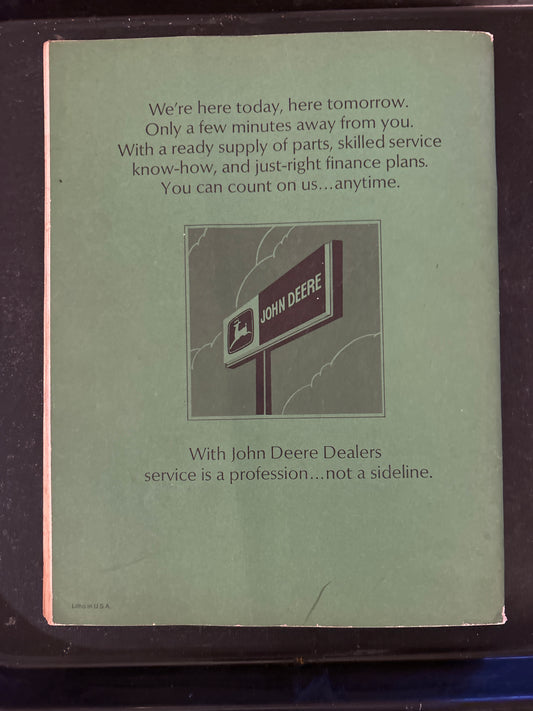 We're here today, here tomorrow.
Only a few minutes away from you.
With a ready supply of parts, skilled service
know-how, and just-right finance plans.
You can count on us...anytime.
JOHN DEERE
With John Deere Dealers
service is a profession...not a sideline.
Litho in U.S.A.